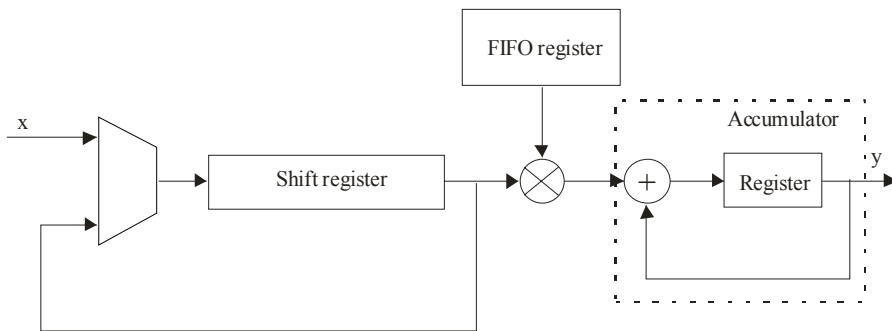 FIFO register
x
Accumulator
Shift register
Register
y
+